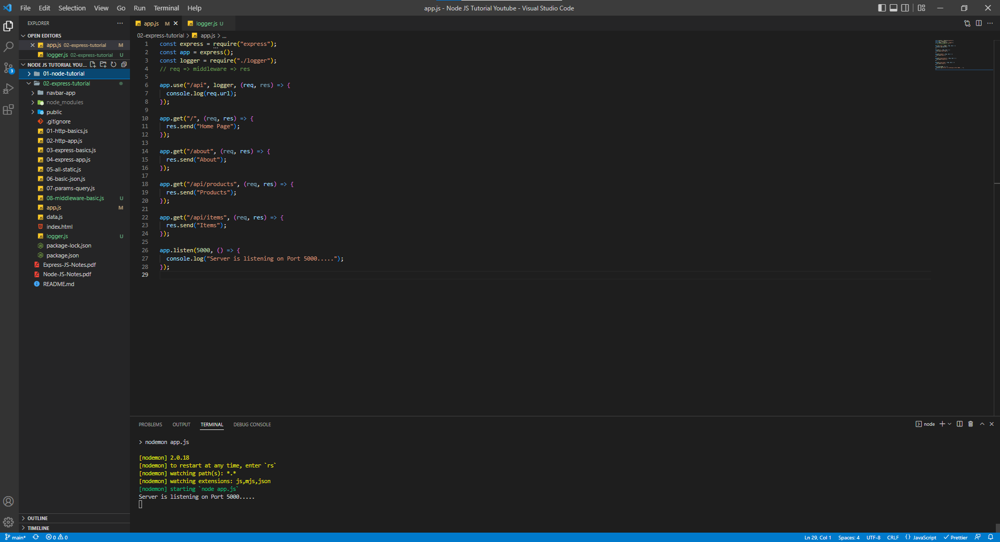 File Edit Selection View Go Run Terminal Help
app.js - Node JS Tutorial Youtube - Visual Studio Code
EXPLORER
OPEN EDITORS
app.js 02-express-tutorial M
logger.js 02-express-tutorial U
NODE JS TUTORIAL YOU...
01-node-tutorial
02-express-tutorial
navbar-app
node_modules
public
.gitignore
01-http-basics.js
02-http-app.js
03-express-basics.js
04-express-app.js
05-all-static.js
06-basic-json.js
07-params-query.js
08-middleware-basic.js U
app.js M
data.js
index.html
logger.js U
package-lock.json
package.json
Express-JS-Notes.pdf
Node-JS-Notes.pdf
README.md
OUTLINE
TIMELINE
app.js M
logger.js U
02-express-tutorial > app.js > ...
1 const express = require("express");
2 const app = express();
3 const logger = require("./logger");
4 // req => middleware => res
5
6 app.use("/api", logger, (req, res) => {
7 console.log(req.url);
8 });
9
10 app.get("/", (req, res) => {
11 res.send("Home Page");
12 });
13
14 app.get("/about", (req, res) => {
15 res.send("About");
16 });
17
18 app.get("/api/products", (req, res) => {
19 res.send("Products");
20 });
21
22 app.get("/api/items", (req, res) => {
23 res.send("Items");
24 });
25
26 app.listen(5000, () => {
27 console.log("Server is listening on Port 5000.....");
28 });
29
PROBLEMS OUTPUT TERMINAL DEBUG CONSOLE
node
> nodemon app.js
[nodemon] 2.0.18
[nodemon] to restart at any time, enter `rs`
[nodemon] watching path(s): *.*
[nodemon] watching extensions: js,mjs,json
[nodemon] starting `node app.js`
Server is listening on Port 5000.....
3
main* 0 0
Ln 29, Col 1 Spaces: 4 UTF-8 CRLF {} JavaScript Prettier